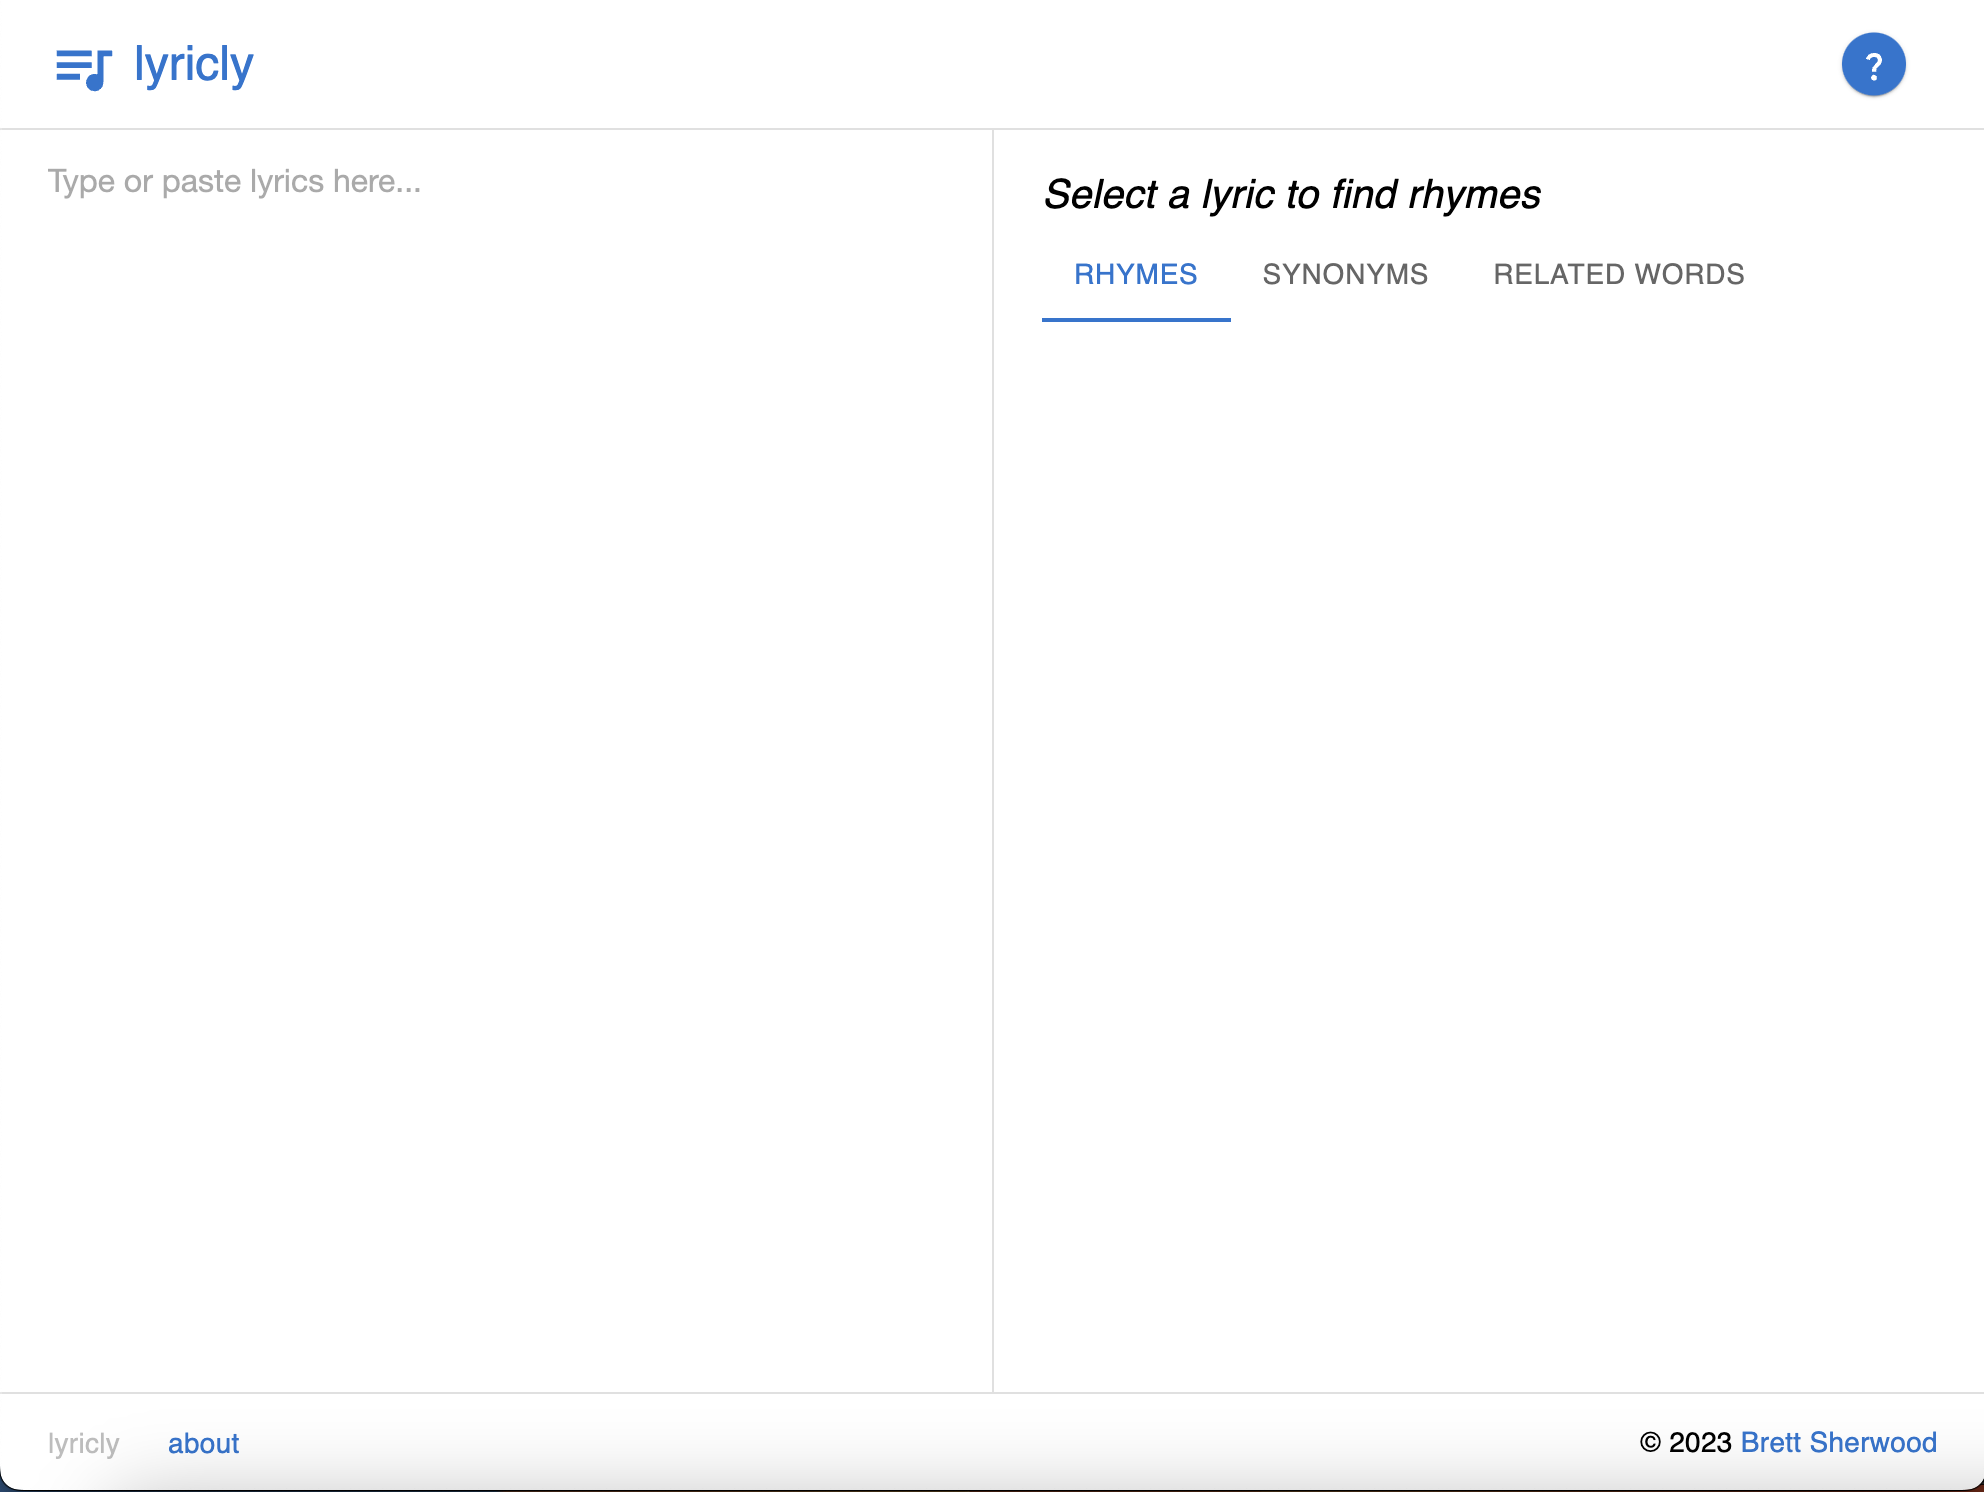 lyricly
?
Type or paste lyrics here...
Select a lyric to find rhymes
RHYMES SYNONYMS RELATED WORDS
lyricly about
© 2023 Brett Sherwood